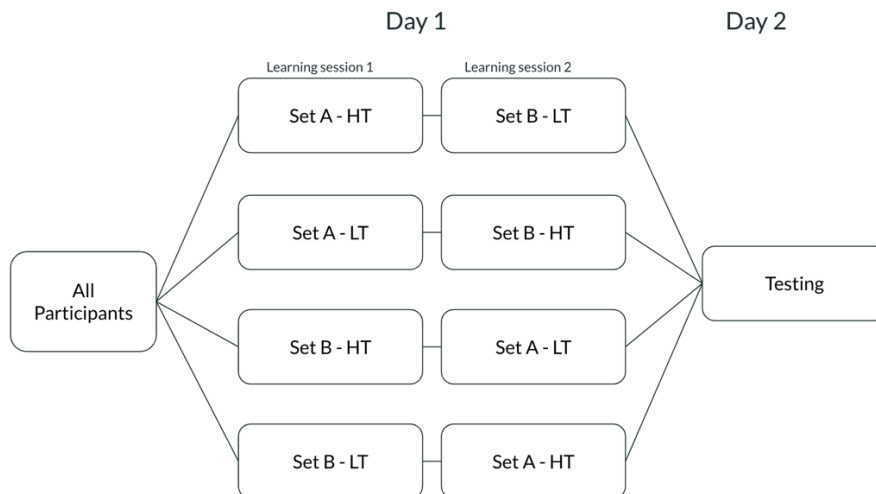 Day 1
Day 2
Learning session 1
Learning session 2
Set A - HT
Set B - LT
Set A - LT
Set B - HT
All
Participants
Testing
Set B - HT
Set A - LT
Set B - LT
Set A - HT